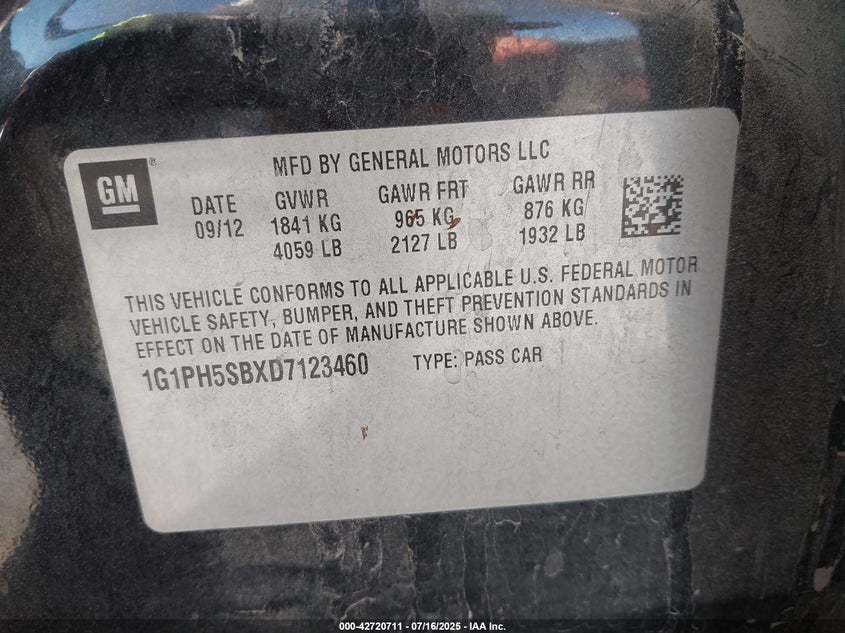 GM
®
MFD BY GENERAL MOTORS LLC
DATE GVWR GAWR FRT GAWR RR
09/12 1841 KG 965 KG 876 KG
4059 LB 2127 LB 1932 LB
THIS VEHICLE CONFORMS TO ALL APPLICABLE U.S. FEDERAL MOTOR
VEHICLE SAFETY, BUMPER, AND THEFT PREVENTION STANDARDS IN
EFFECT ON THE DATE OF MANUFACTURE SHOWN ABOVE.
1G1PH5SBXD7123460 TYPE: PASS CAR
000-42720711 - 07/16/2025 - IAA Inc.